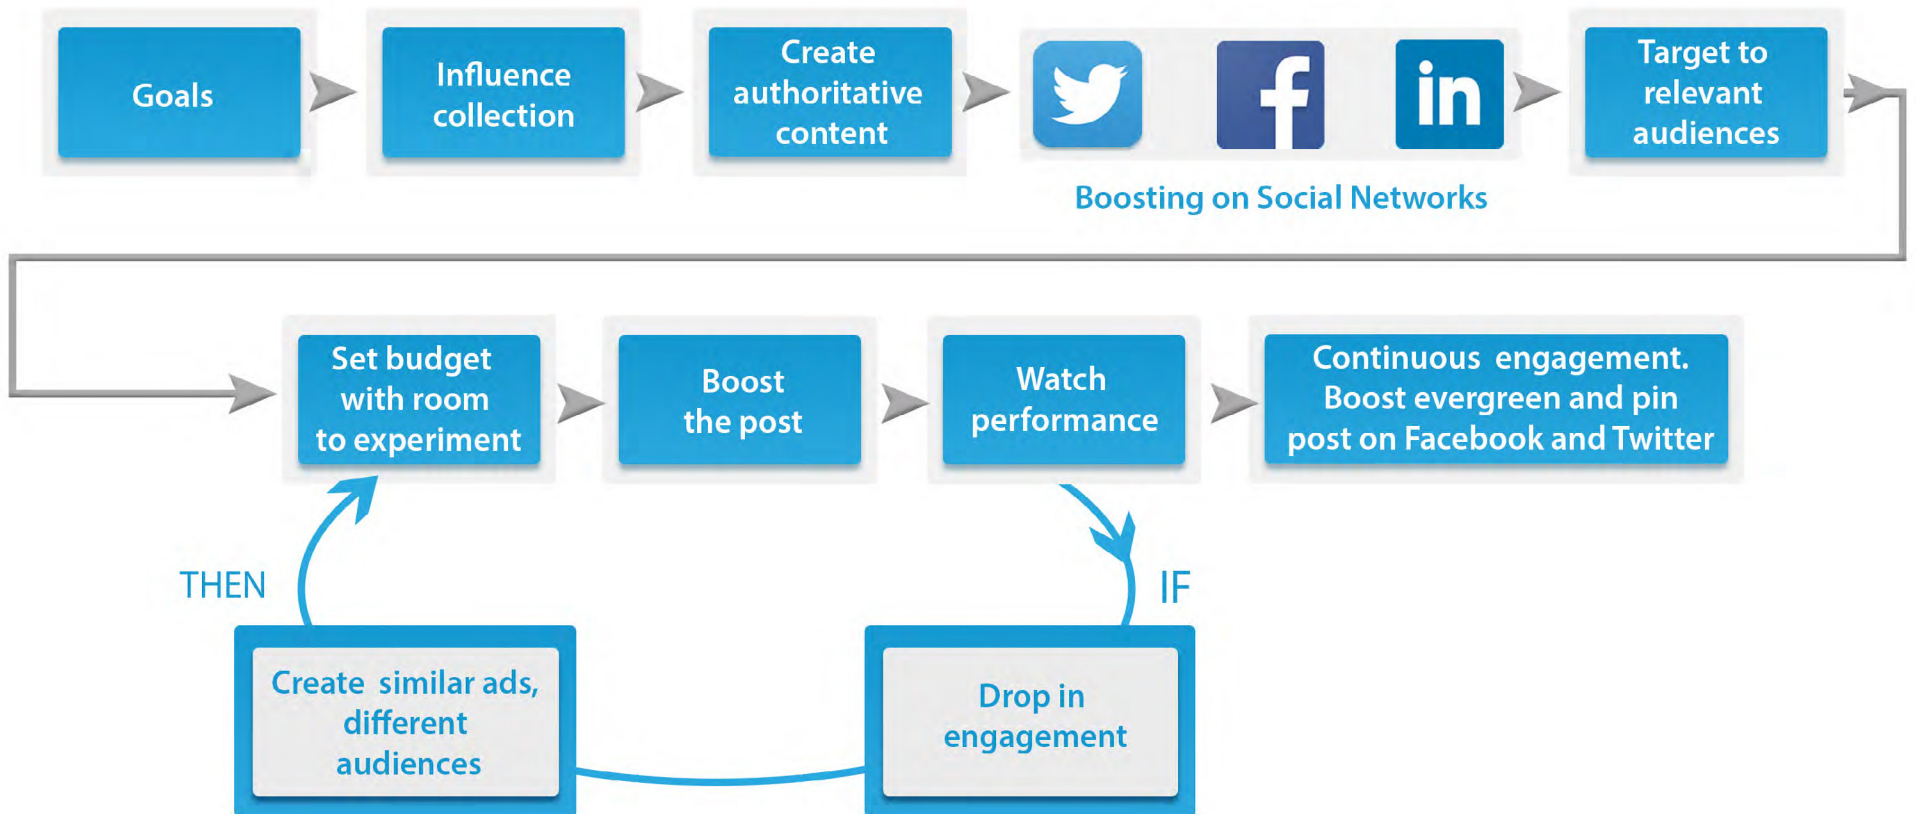 Goals
Influence
collection
Create
authoritative
content
in
Target to
relevant
audiences
Boosting on Social Networks
Set budget
with room
to experiment
Boost
the post
Watch
performance
Continuous engagement.
Boost evergreen and pin
post on Facebook and Twitter
THEN
IF
Create similar ads,
different
audiences
Drop in
engagement